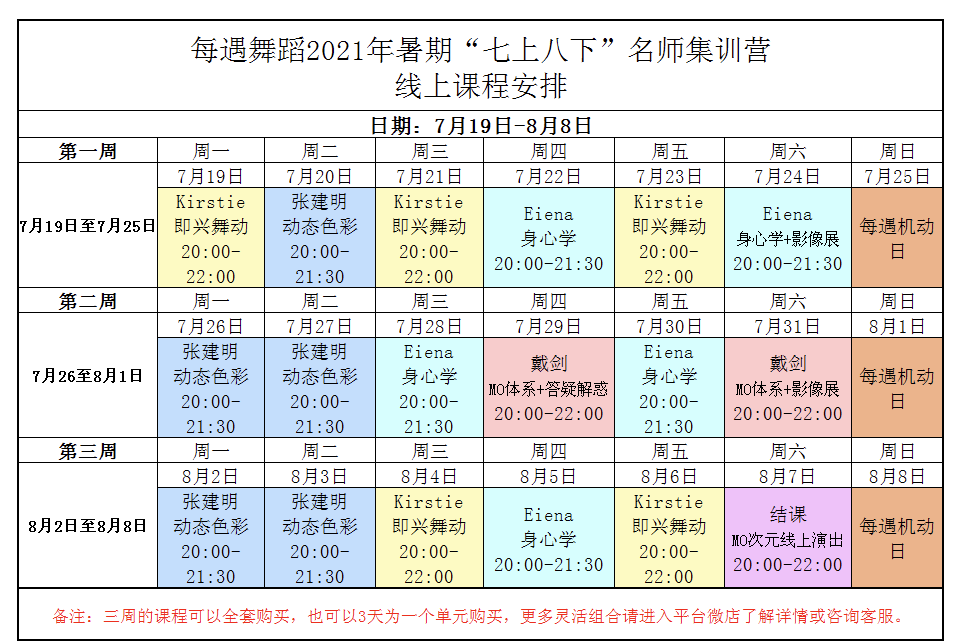 每遇舞蹈2021年暑期“七上八下”名师集训营
线上课程安排
日期：7月19日-8月8日
第一周 周一 周二 周三 周四 周五 周六 周日
7月19日 7月20日 7月21日 7月22日 7月23日 7月24日 7月25日
7月19日至7月25日
Kirstie
即兴舞动
20:00-
22:00
张建明
动态色彩
20:00-
21:30
Kirstie
即兴舞动
20:00-
22:00
Eiena
身心学
20:00-21:30
Kirstie
即兴舞动
20:00-
22:00
Eiena
身心学+影像展
20:00-21:30
每遇机动
日
第二周 周一 周二 周三 周四 周五 周六 周日
7月26日 7月27日 7月28日 7月29日 7月30日 7月31日 8月1日
7月26至8月1日
张建明
动态色彩
20:00-
21:30
张建明
动态色彩
20:00-
21:30
Eiena
身心学
20:00-
21:30
戴剑
MO体系+答疑解惑
20:00-22:00
Eiena
身心学
20:00-
21:30
戴剑
MO体系+影像展
20:00-22:00
每遇机动
日
第三周 周一 周二 周三 周四 周五 周六 周日
8月2日 8月3日 8月4日 8月5日 8月6日 8月7日 8月8日
8月2日至8月8日
张建明
动态色彩
20:00-
21:30
张建明
动态色彩
20:00-
21:30
Kirstie
即兴舞动
20:00-
22:00
Eiena
身心学
20:00-21:30
Kirstie
即兴舞动
20:00-
22:00
结课
MO次元线上演出
20:00-22:00
每遇机动
日
备注：三周的课程可以全套购买，也可以3天为一个单元购买，更多灵活组合请进入平台微店了解详情或咨询客服。